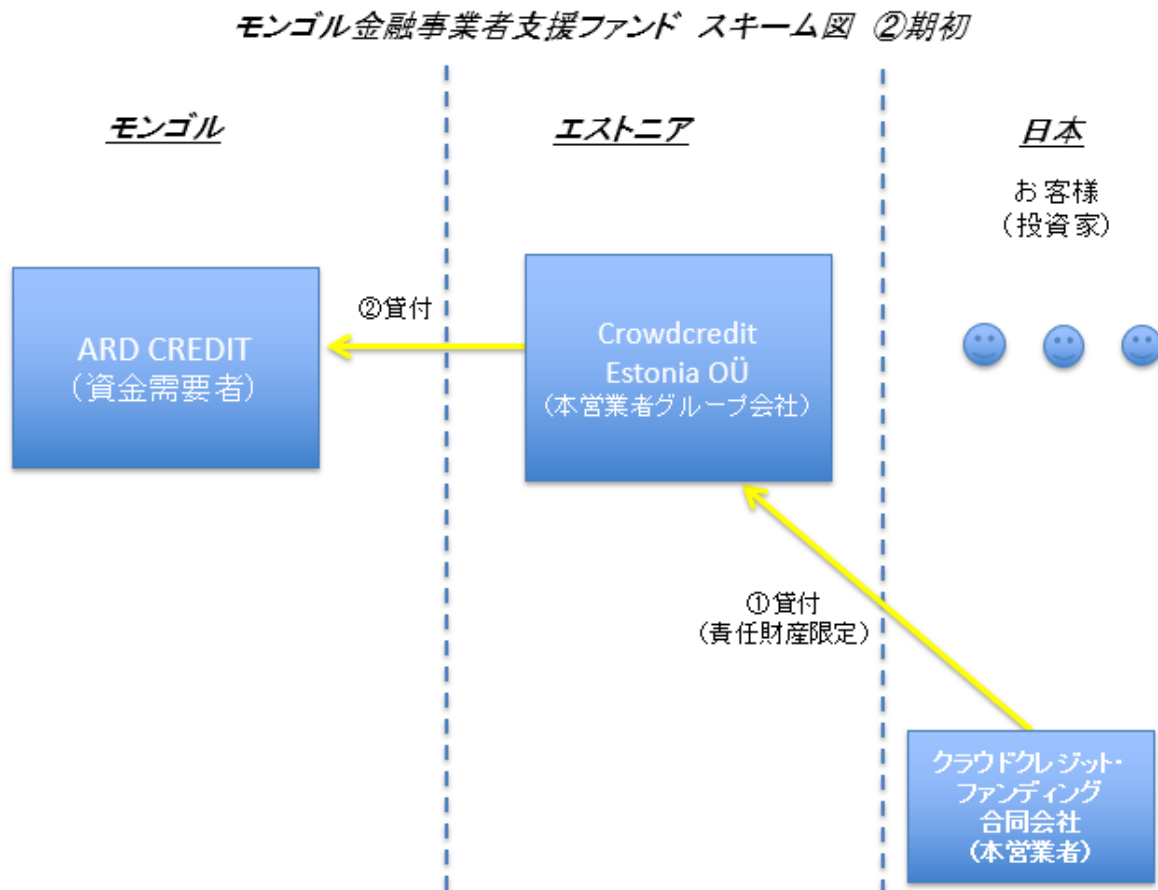 モンゴル金融事業者支援ファンド スキーム図 ②期初
モンゴル
エストニア
日本
お客様
（投資家）
②貸付
ARD CREDIT
（資金需要者）
Crowdcredit
Estonia OÜ
（本営業者グループ会社）
①貸付
（責任財産限定）
クラウドクレジット・
ファンディング
合同会社
（本営業者）